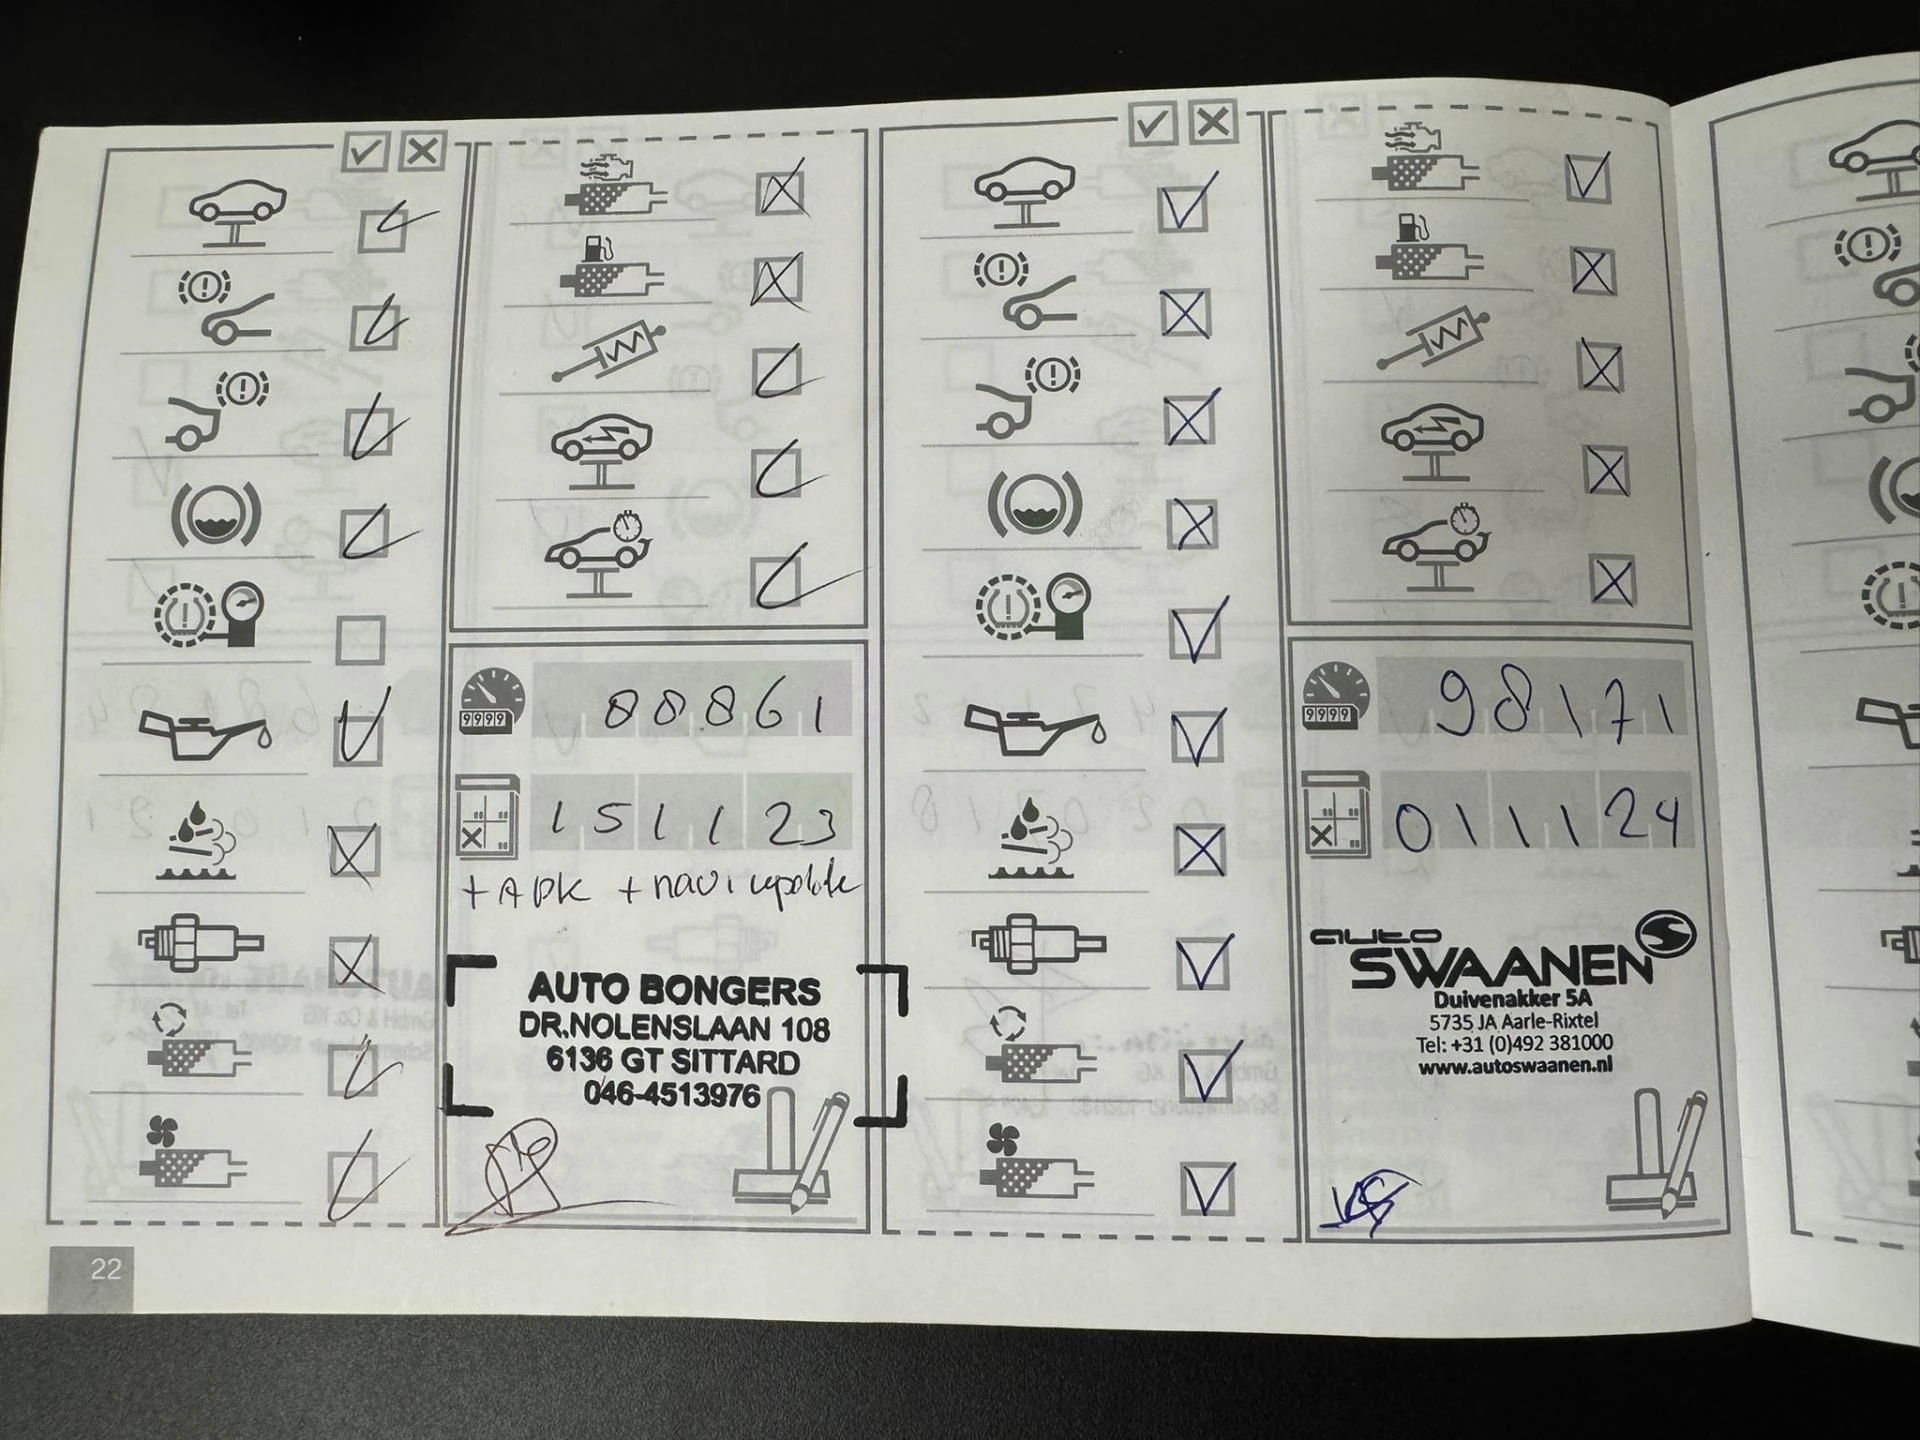 88861
151123
+ APK + navi update
AUTO BONGERS
DR.NOLENSLAAN 108
6136 GT SITTARD
046-4513976
22
98171
011124
auto
SWAANEN
Duivenakker 5A
5735 JA Aarle-Rixtel
Tel: +31 (0)492 381000
www.autoswaanen.nl